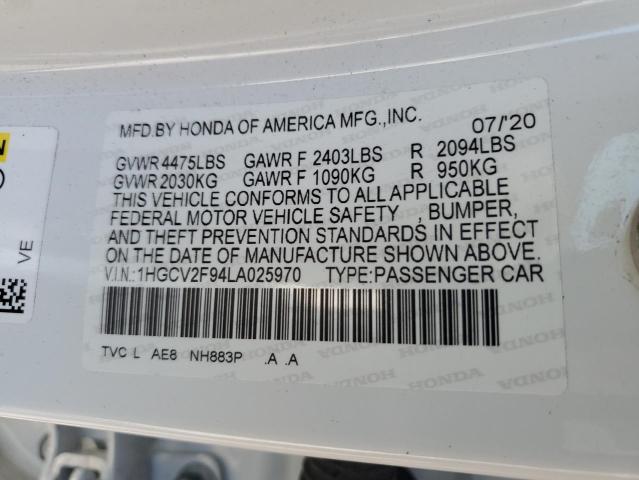 MFD.BY HONDA OF AMERICA MFG.,INC. 07/'20
GVWR 4475LBS GAWR F 2403LBS R 2094LBS
GVWR 2030KG GAWR F 1090KG R 950KG
THIS VEHICLE CONFORMS TO ALL APPLICABLE
FEDERAL MOTOR VEHICLE SAFETY , BUMPER,
AND THEFT PREVENTION STANDARDS IN EFFECT
ON THE DATE OF MANUFACTURE SHOWN ABOVE.
V.I.N.:1HGCV2F94LA025970 TYPE:PASSENGER CAR
TVC L AE8 NH883P .A .A
VE